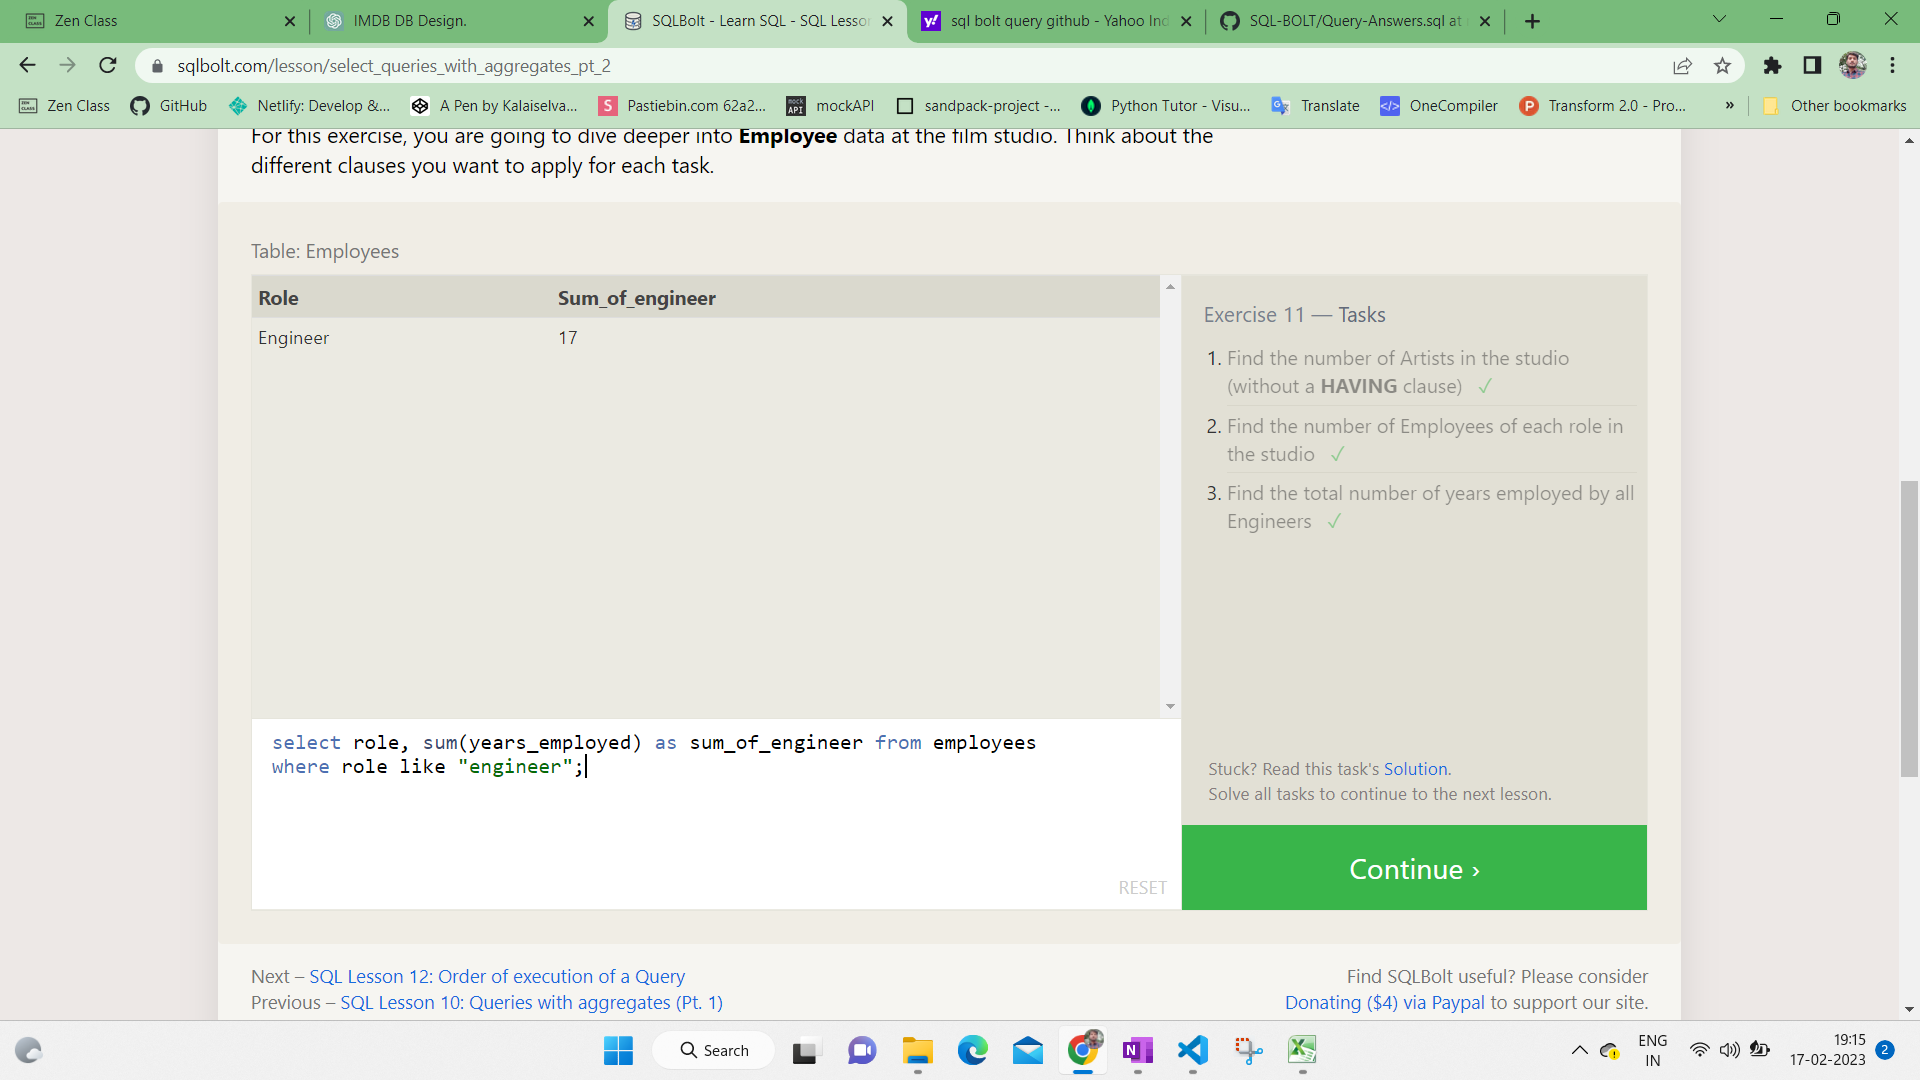 Zen Class
IMDB DB Design.
SQLBolt - Learn SQL - SQL Lesson
sql bolt query github - Yahoo Ind
SQL-BOLT/Query-Answers.sql at
sqlbolt.com/lesson/select_queries_with_aggregates_pt_2
Zen Class
GitHub
Netlify: Develop &...
A Pen by Kalaiselva...
S
Pastiebin.com 62a2...
mock API
mockAPI
sandpack-project -...
Python Tutor - Visu...
Translate
OneCompiler
P
Transform 2.0 - Pro...
»
Other bookmarks
For this exercise, you are going to dive deeper into Employee data at the film studio. Think about the
different clauses you want to apply for each task.
Table: Employees
Role Sum_of_engineer
Engineer 17
Exercise 11 — Tasks
1. Find the number of Artists in the studio
(without a HAVING clause) ✓
2. Find the number of Employees of each role in
the studio ✓
3. Find the total number of years employed by all
Engineers ✓
select role, sum(years_employed) as sum_of_engineer from employees
where role like "engineer";
RESET
Stuck? Read this task's Solution.
Solve all tasks to continue to the next lesson.
Continue ›
Next – SQL Lesson 12: Order of execution of a Query
Previous – SQL Lesson 10: Queries with aggregates (Pt. 1)
Find SQLBolt useful? Please consider
Donating ($4) via Paypal to support our site.
Search
ENG
IN
19:15
17-02-2023
2